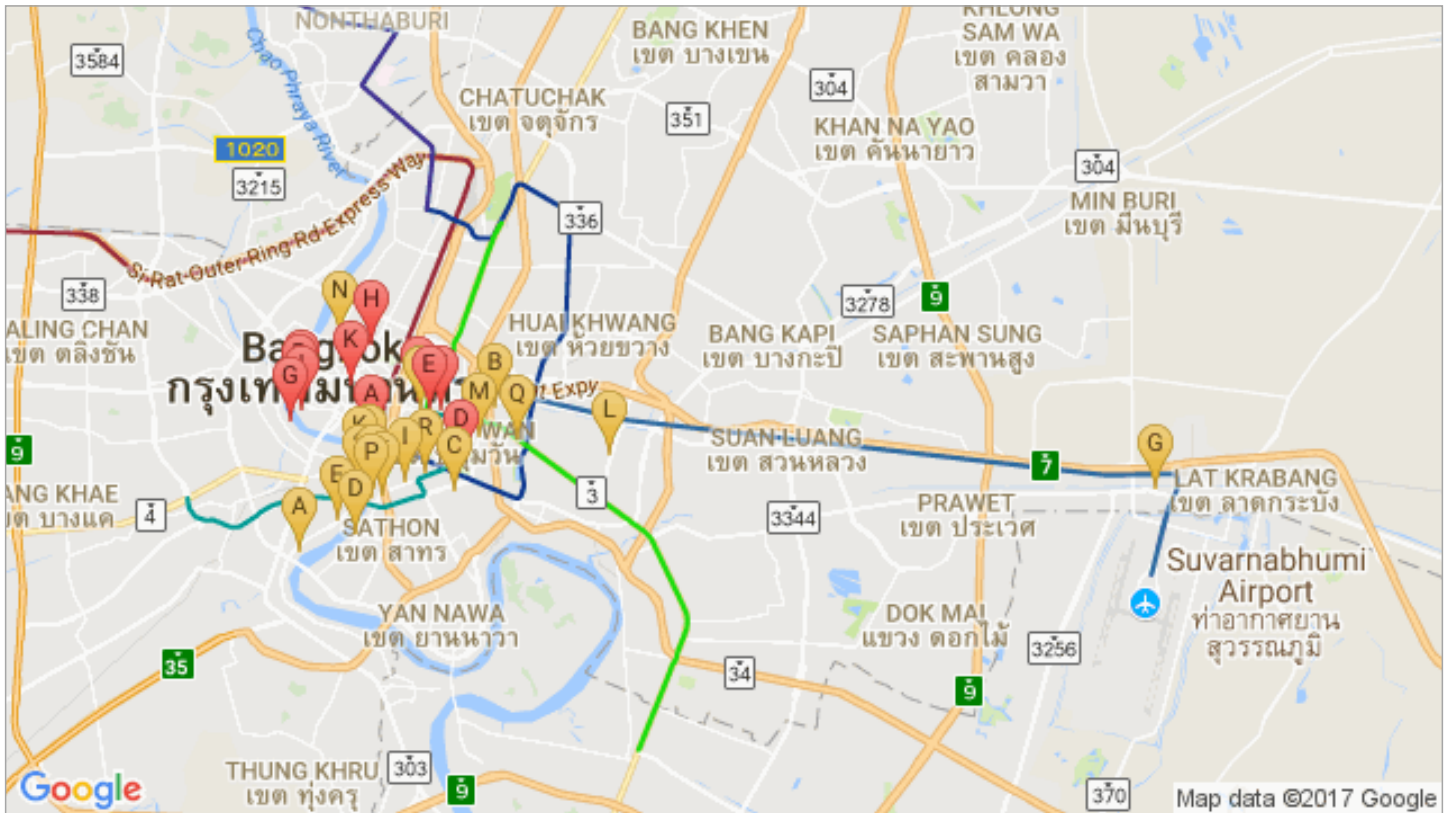 NONTHABURI
3584
Chao Phraya River
1020
3215
BANG KHEN
เขต บางเขน
KHLONG
SAM WA
เขต คลอง
สามวา
304
CHATUCHAK
เขต จตุจักร
351
KHAN NA YAO
เขต คันนายาว
304
MIN BURI
เขต มีนบุรี
336
Si Rat-Outer Ring Rd Express Way
338
3278
9
N
H
K
ALING CHAN
เขต ตลิ่งชัน
HUAI KHWANG
เขต ห้วยขวาง
BANG KAPI
เขต บางกะปิ
SAPHAN SUNG
เขต สะพานสูง
G
E
B
A
M
Q
Expy
L
D
I
R
C
P
G
9
SUAN LUANG
เขต สวนหลวง
7
LAT KRABANG
เขต ลาดกระบัง
ANG KHAE
เขต บางแค
4
E
D
A
3
3344
PRAWET
เขต ประเวศ
SATHON
เขต สาทร
Suvarnabhumi
Airport
ท่าอากาศยาน
สุวรรณภูมิ
YAN NAWA
เขต ยานนาวา
DOK MAI
แขวง ดอกไม้
3256
35
34
9
THUNG KHRU
เขต ทุ่งครุ
303
9
370
Google
Map data ©2017 Google